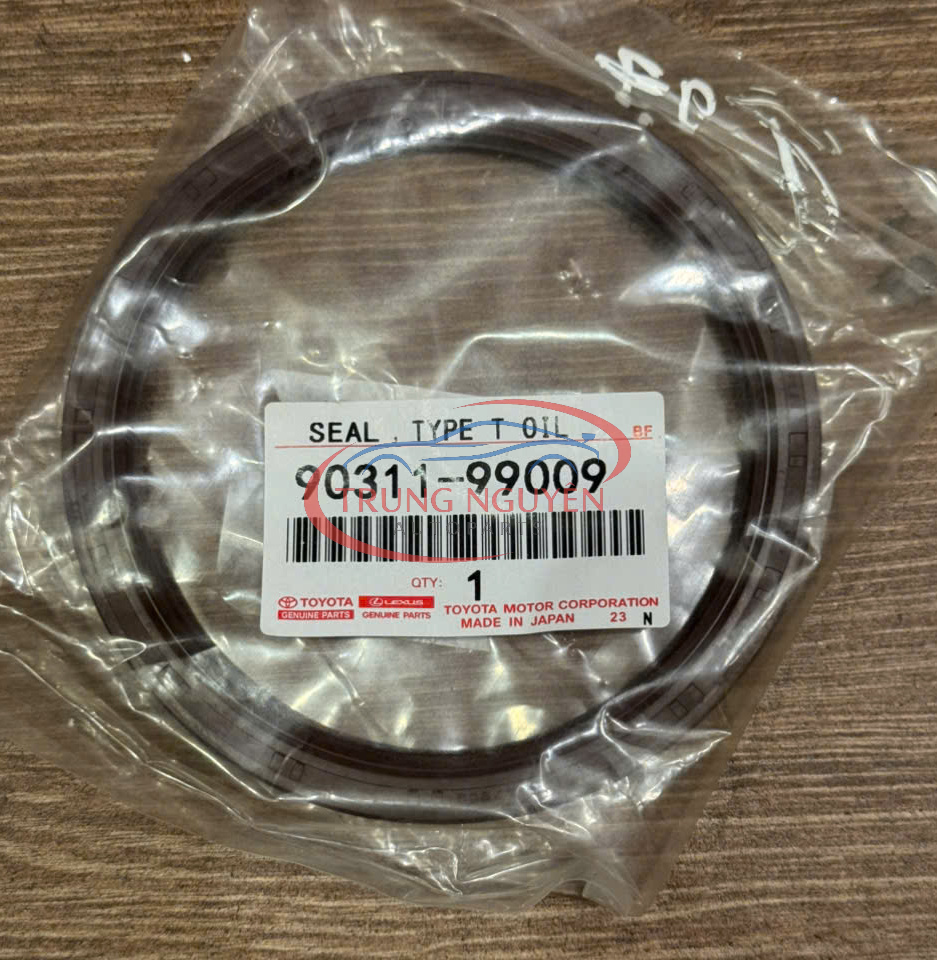 SEAL , TYPE T OIL
BF
90311-99009
TRUNG NGUYEN
AUTOPARTS
QTY: 1
TOYOTA
GENUINE PARTS
LEXUS
GENUINE PARTS
TOYOTA MOTOR CORPORATION
MADE IN JAPAN 23 N